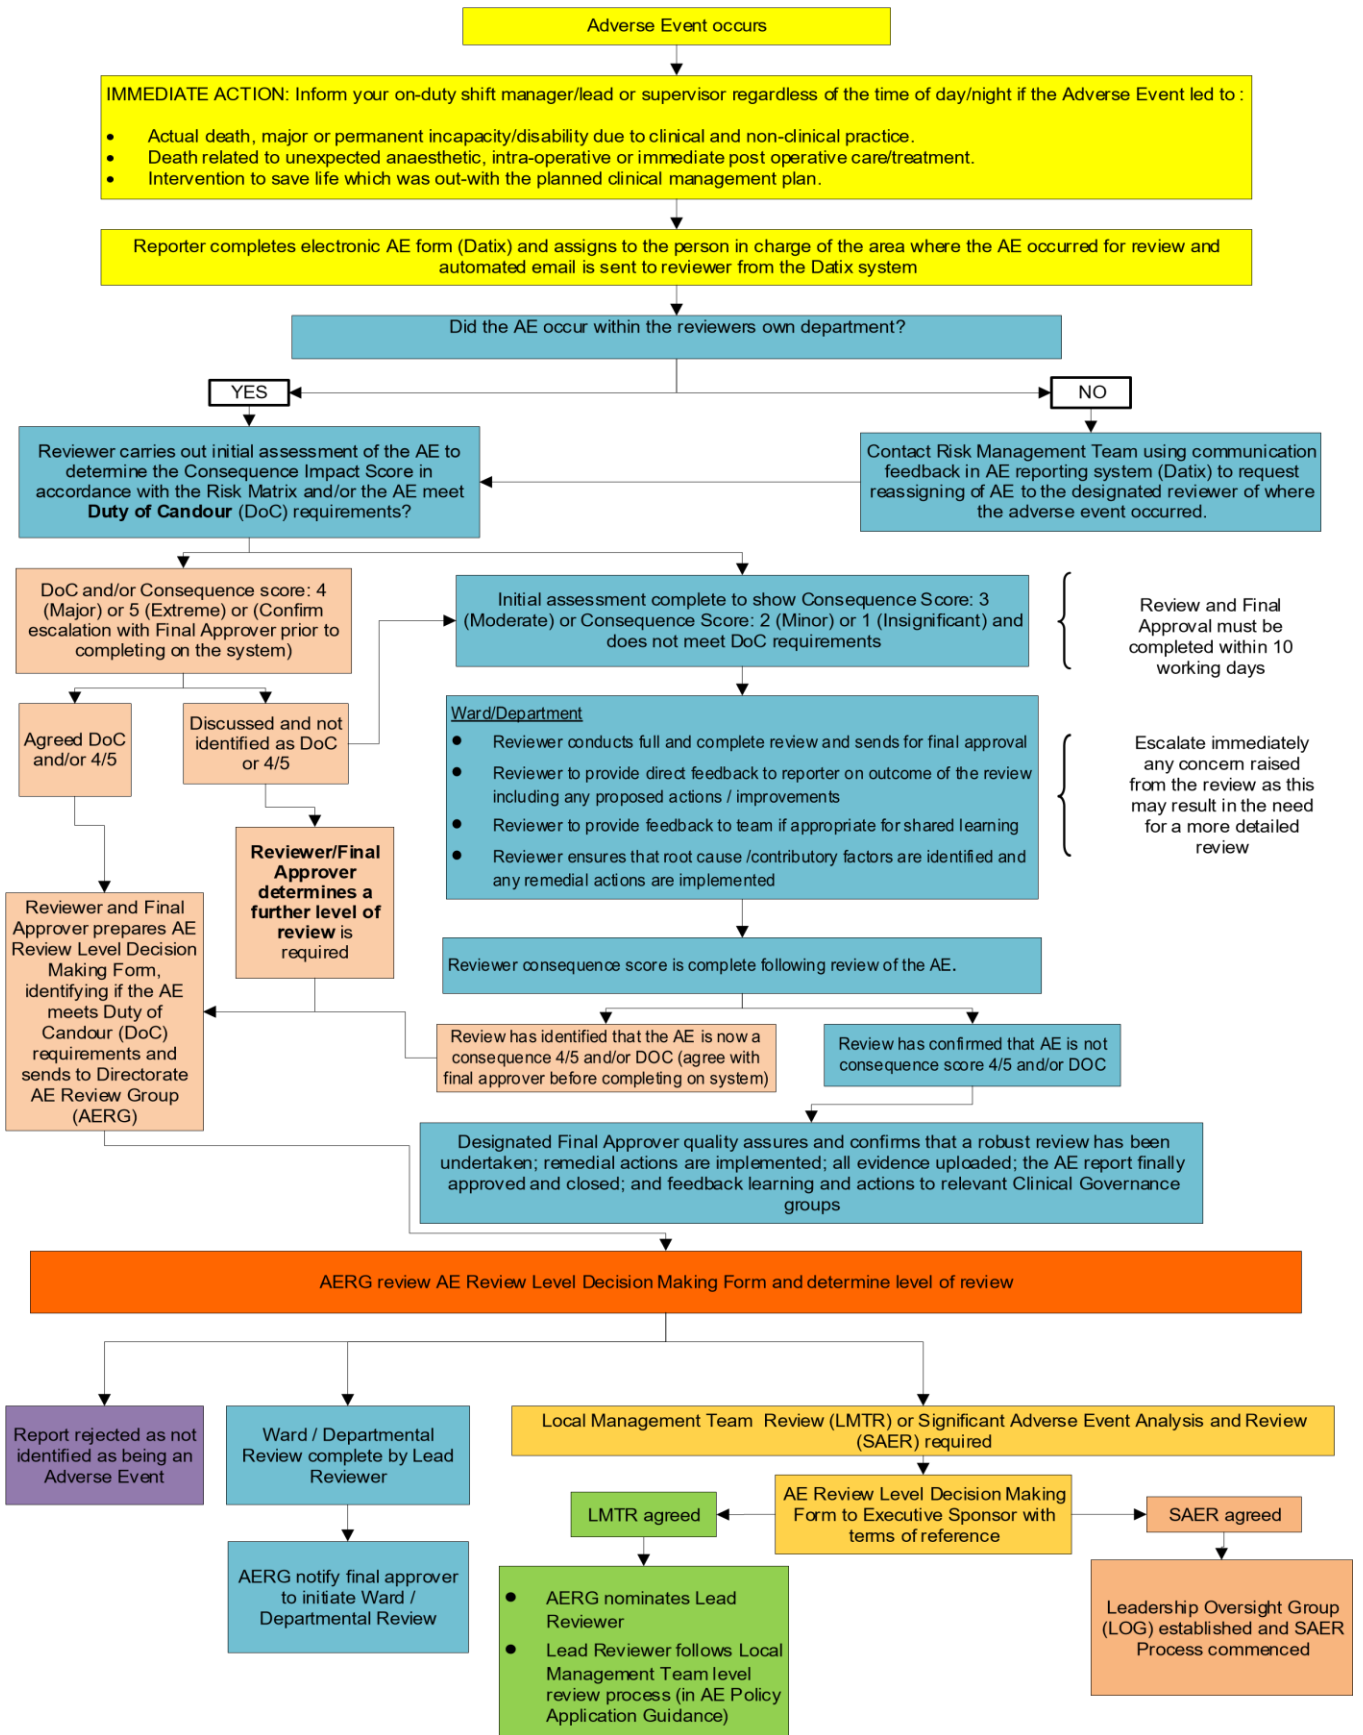 Adverse Event occurs
IMMEDIATE ACTION: Inform your on-duty shift manager/lead or supervisor regardless of the time of day/night if the Adverse Event led to :
● Actual death, major or permanent incapacity/disability due to clinical and non-clinical practice.
● Death related to unexpected anaesthetic, intra-operative or immediate post operative care/treatment.
● Intervention to save life which was out-with the planned clinical management plan.
Reporter completes electronic AE form (Datix) and assigns to the person in charge of the area where the AE occurred for review and
automated email is sent to reviewer from the Datix system
Did the AE occur within the reviewers own department?
YES
NO
Reviewer carries out initial assessment of the AE to
determine the Consequence Impact Score in
accordance with the Risk Matrix and/or the AE meet
Duty of Candour (DoC) requirements?
Contact Risk Management Team using communication
feedback in AE reporting system (Datix) to request
reassigning of AE to the designated reviewer of where
the adverse event occurred.
DoC and/or Consequence score: 4
(Major) or 5 (Extreme) or (Confirm
escalation with Final Approver prior to
completing on the system)
Initial assessment complete to show Consequence Score: 3
(Moderate) or Consequence Score: 2 (Minor) or 1 (Insignificant) and
does not meet DoC requirements
Review and Final
Approval must be
completed within 10
working days
Agreed DoC
and/or 4/5
Discussed and not
identified as DoC
or 4/5
Ward/Department
● Reviewer conducts full and complete review and sends for final approval
● Reviewer to provide direct feedback to reporter on outcome of the review
including any proposed actions / improvements
● Reviewer to provide feedback to team if appropriate for shared learning
● Reviewer ensures that root cause /contributory factors are identified and
any remedial actions are implemented
Escalate immediately
any concern raised
from the review as this
may result in the need
for a more detailed
review
Reviewer/Final
Approver
determines a
further level of
review is
required
Reviewer and Final
Approver prepares AE
Review Level Decision
Making Form,
identifying if the AE
meets Duty of
Candour (DoC)
requirements and
sends to Directorate
AE Review Group
(AERG)
Reviewer consequence score is complete following review of the AE.
Review has identified that the AE is now a
consequence 4/5 and/or DOC (agree with
final approver before completing on system)
Review has confirmed that AE is not
consequence score 4/5 and/or DOC
Designated Final Approver quality assures and confirms that a robust review has been
undertaken; remedial actions are implemented; all evidence uploaded; the AE report finally
approved and closed; and feedback learning and actions to relevant Clinical Governance
groups
AERG review AE Review Level Decision Making Form and determine level of review
Report rejected as not
identified as being an
Adverse Event
Ward / Departmental
Review complete by Lead
Reviewer
Local Management Team Review (LMTR) or Significant Adverse Event Analysis and Review
(SAER) required
LMTR agreed
AE Review Level Decision Making
Form to Executive Sponsor with
terms of reference
SAER agreed
AERG notify final approver
to initiate Ward /
Departmental Review
● AERG nominates Lead
Reviewer
● Lead Reviewer follows Local
Management Team level
review process (in AE Policy
Application Guidance)
Leadership Oversight Group
(LOG) established and SAER
Process commenced